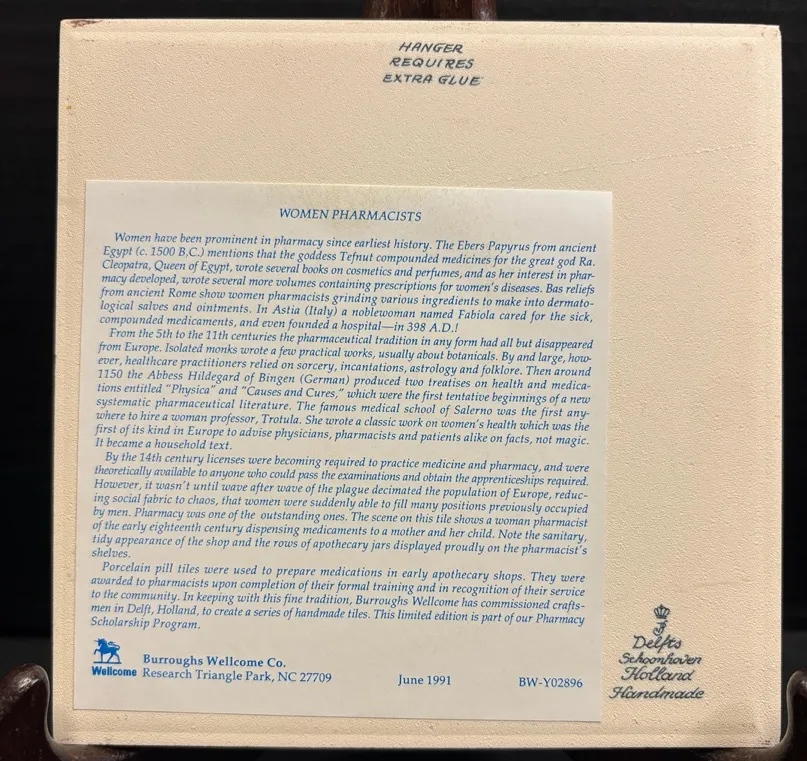 HANGER
REQUIRES
EXTRA GLUE
WOMEN PHARMACISTS
Women have been prominent in pharmacy since earliest history. The Ebers Papyrus from ancient
Egypt (c. 1500 B,C.) mentions that the goddess Tefnut compounded medicines for the great god Ra.
Cleopatra, Queen of Egypt, wrote several books on cosmetics and perfumes, and as her interest in phar-
macy developed, wrote several more volumes containing prescriptions for women's diseases. Bas reliefs
from ancient Rome show women pharmacists grinding various ingredients to make into dermato-
logical salves and ointments. In Astia (Italy) a noblewoman named Fabiola cared for the sick,
compounded medicaments, and even founded a hospital—in 398 A.D.!
From the 5th to the 11th centuries the pharmaceutical tradition in any form had all but disappeared
from Europe. Isolated monks wrote a few practical works, usually about botanicals. By and large, how-
ever, healthcare practitioners relied on sorcery, incantations, astrology and folklore. Then around
1150 the Abbess Hildegard of Bingen (German) produced two treatises on health and medica-
tions entitled "Physica" and "Causes and Cures," which were the first tentative beginnings of a new
systematic pharmaceutical literature. The famous medical school of Salerno was the first any-
where to hire a woman professor, Trotula. She wrote a classic work on women's health which was the
first of its kind in Europe to advise physicians, pharmacists and patients alike on facts, not magic.
It became a household text.
By the 14th century licenses were becoming required to practice medicine and pharmacy, and were
theoretically available to anyone who could pass the examinations and obtain the apprenticeships required.
However, it wasn't until wave after wave of the plague decimated the population of Europe, reduc-
ing social fabric to chaos, that women were suddenly able to fill many positions previously occupied
by men. Pharmacy was one of the outstanding ones. The scene on this tile shows a woman pharmacist
of the early eighteenth century dispensing medicaments to a mother and her child. Note the sanitary,
tidy appearance of the shop and the rows of apothecary jars displayed proudly on the pharmacist's
shelves.
Porcelain pill tiles were used to prepare medications in early apothecary shops. They were
awarded to pharmacists upon completion of their formal training and in recognition of their service
to the community. In keeping with this fine tradition, Burroughs Wellcome has commissioned crafts-
men in Delft, Holland, to create a series of handmade tiles. This limited edition is part of our Pharmacy
Scholarship Program.
Wellcome
Burroughs Wellcome Co.
Research Triangle Park, NC 27709
June 1991
BW-Y02896
Delfts
Schoonhoven
Holland
Handmade